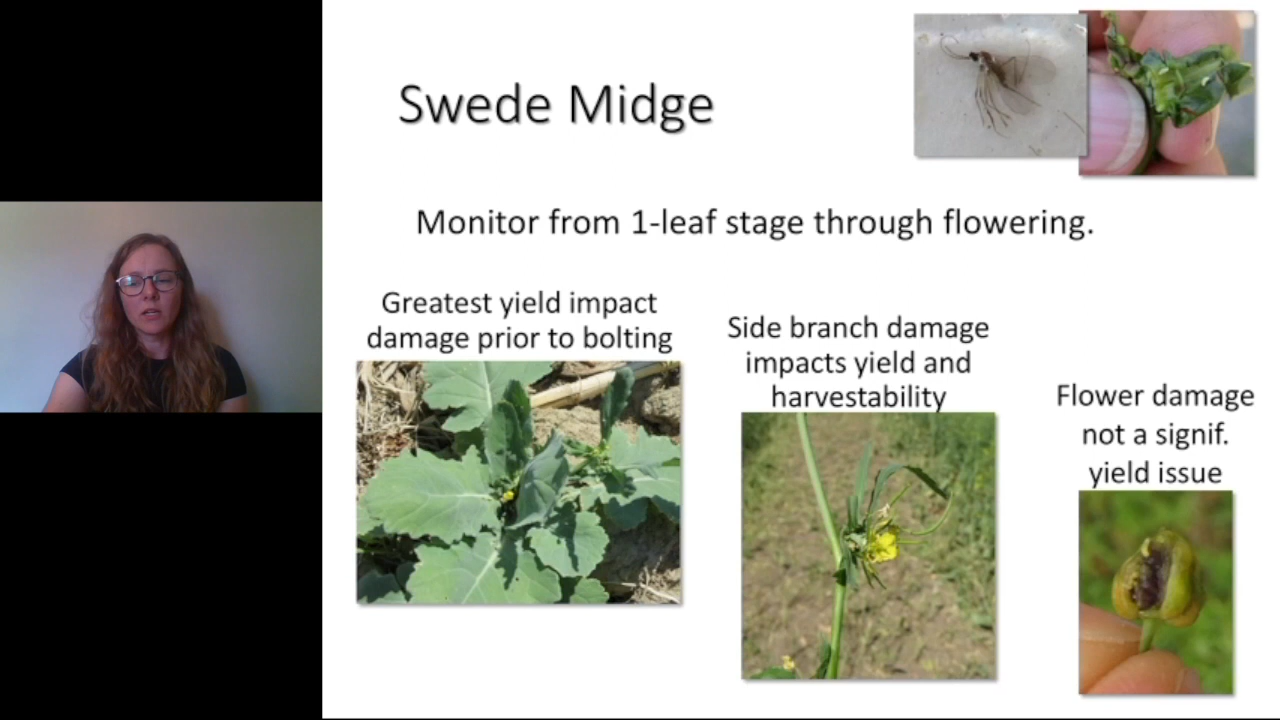 Swede Midge
Monitor from 1-leaf stage through flowering.
Greatest yield impact
damage prior to bolting
Side branch damage
impacts yield and
harvestability
Flower damage
not a signif.
yield issue